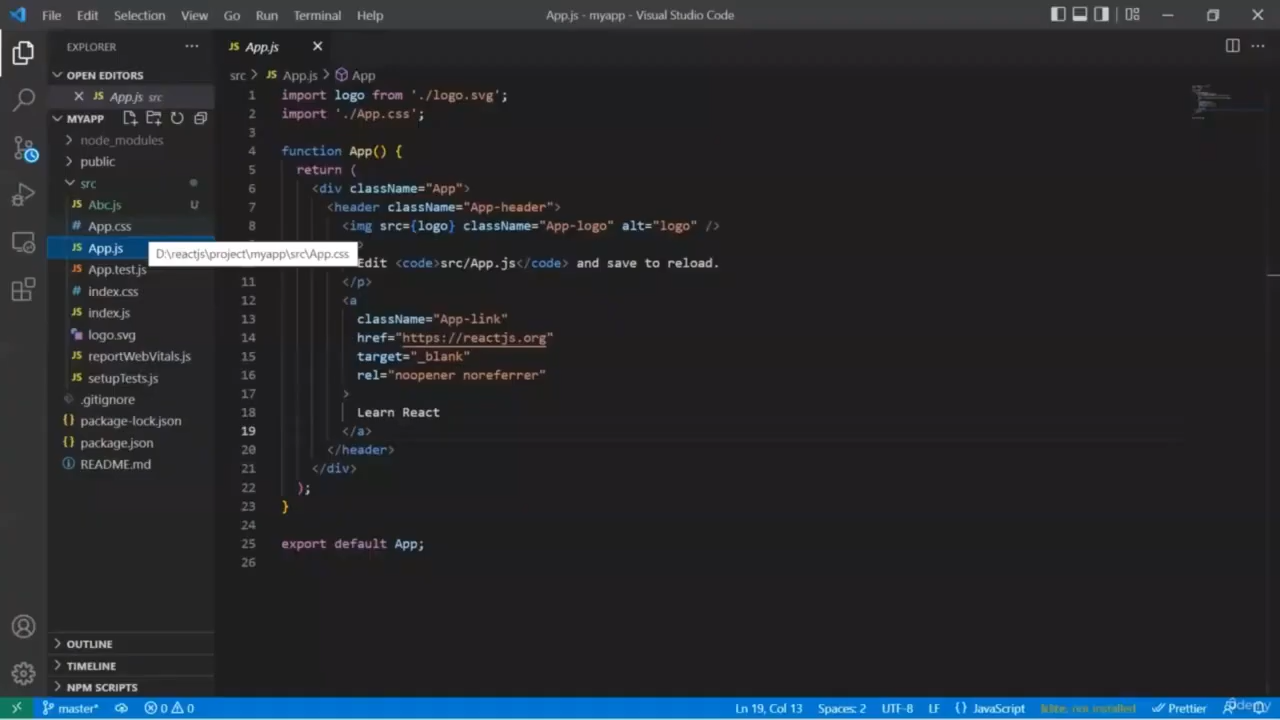 File Edit Selection View Go Run Terminal Help App.js - myapp - Visual Studio Code
EXPLORER
OPEN EDITORS
App.js src
MYAPP
node_modules
public
src
Abc.js U
App.css
App.js
D:\reactjs\project\myapp\src\App.css
App.test.js
index.css
index.js
logo.svg
reportWebVitals.js
setupTests.js
.gitignore
package-lock.json
package.json
README.md
OUTLINE
TIMELINE
NPM SCRIPTS
JS App.js
src > JS App.js > App
1 import logo from './logo.svg';
2 import './App.css';
3
4 function App() {
5 return (
6 <div className="App">
7 <header className="App-header">
8 <img src={logo} className="App-logo" alt="logo" />
Edit <code>src/App.js</code> and save to reload.
11 </p>
12 <a
13 className="App-link"
14 href="https://reactjs.org"
15 target="_blank"
16 rel="noopener noreferrer"
17 >
18 Learn React
19 </a>
20 </header>
21 </div>
22 );
23 }
24
25 export default App;
26
master* 0 0 Ln 19, Col 13 Spaces: 2 UTF-8 LF {} JavaScript not installed Prettier